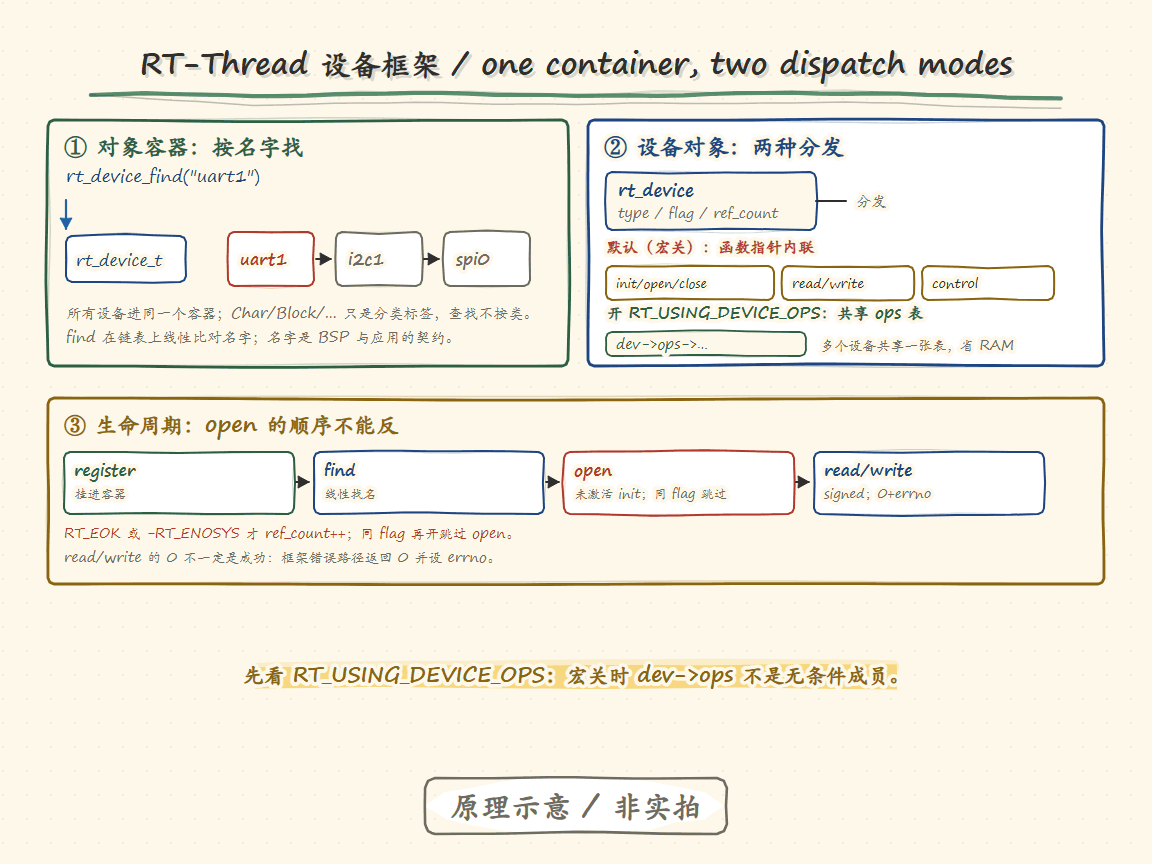 RT-Thread 设备框架 / one container, two dispatch modes
① 对象容器：按名字找
rt_device_find("uart1")
rt_device_t
uart1
i2c1
spi0
所有设备进同一个容器；Char/Block/… 只是分类标签，查找不按类。
find 在链表上线性比对名字；名字是 BSP 与应用的契约。
② 设备对象：两种分发
rt_device
type / flag / ref_count
分发
默认（宏关）：函数指针内联
init/open/close
read/write
control
开 RT_USING_DEVICE_OPS：共享 ops 表
dev->ops->…
多个设备共享一张表，省 RAM
③ 生命周期：open 的顺序不能反
register
挂进容器
find
线性找名
open
未激活 init；同 flag 跳过
read/write
signed；0+errno
RT_EOK 或 -RT_ENOSYS 才 ref_count++；同 flag 再开跳过 open。
read/write 的 0 不一定是成功：框架错误路径返回 0 并设 errno。
先看 RT_USING_DEVICE_OPS：宏关时 dev->ops 不是无条件成员。
原理示意 / 非实拍